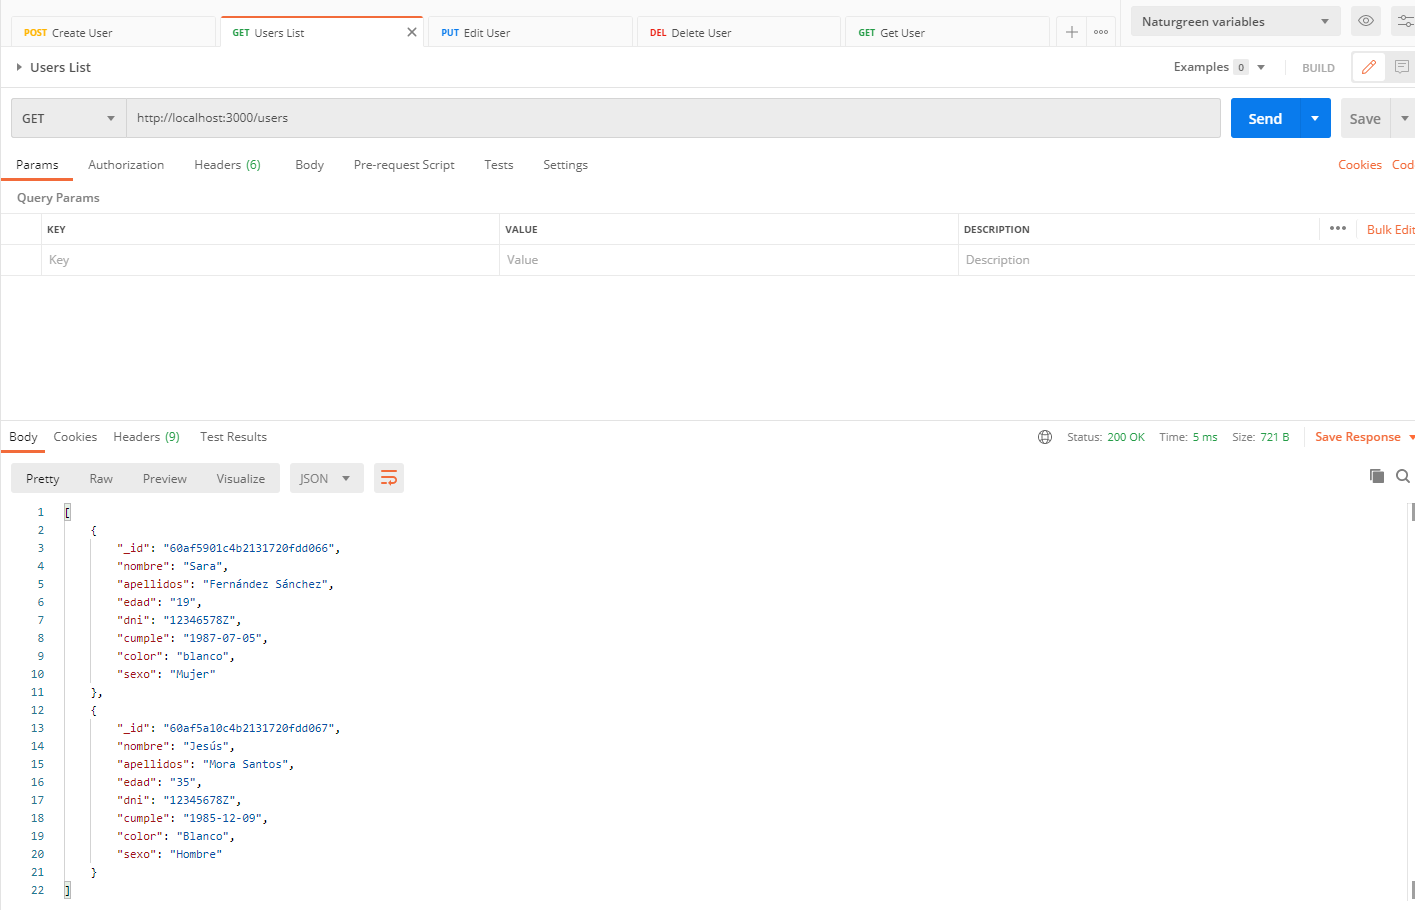 POST Create User
GET Users List
PUT Edit User
DEL Delete User
GET Get User
Naturgreen variables
Users List
Examples 0
BUILD
GET
http://localhost:3000/users
Send
Save
Params
Authorization
Headers (6)
Body
Pre-request Script
Tests
Settings
Cookies
Cod
Query Params
KEY
VALUE
DESCRIPTION
Bulk Edit
Key
Value
Description
Body
Cookies
Headers (9)
Test Results
Status: 200 OK
Time: 5 ms
Size: 721 B
Save Response
Pretty
Raw
Preview
Visualize
JSON
1 [
2 {
3 "_id": "60af5901c4b2131720fdd066",
4 "nombre": "Sara",
5 "apellidos": "Fernández Sánchez",
6 "edad": "19",
7 "dni": "12346578Z",
8 "cumple": "1987-07-05",
9 "color": "blanco",
10 "sexo": "Mujer"
11 },
12 {
13 "_id": "60af5a10c4b2131720fdd067",
14 "nombre": "Jesús",
15 "apellidos": "Mora Santos",
16 "edad": "35",
17 "dni": "12345678Z",
18 "cumple": "1985-12-09",
19 "color": "Blanco",
20 "sexo": "Hombre"
21 }
22 ]